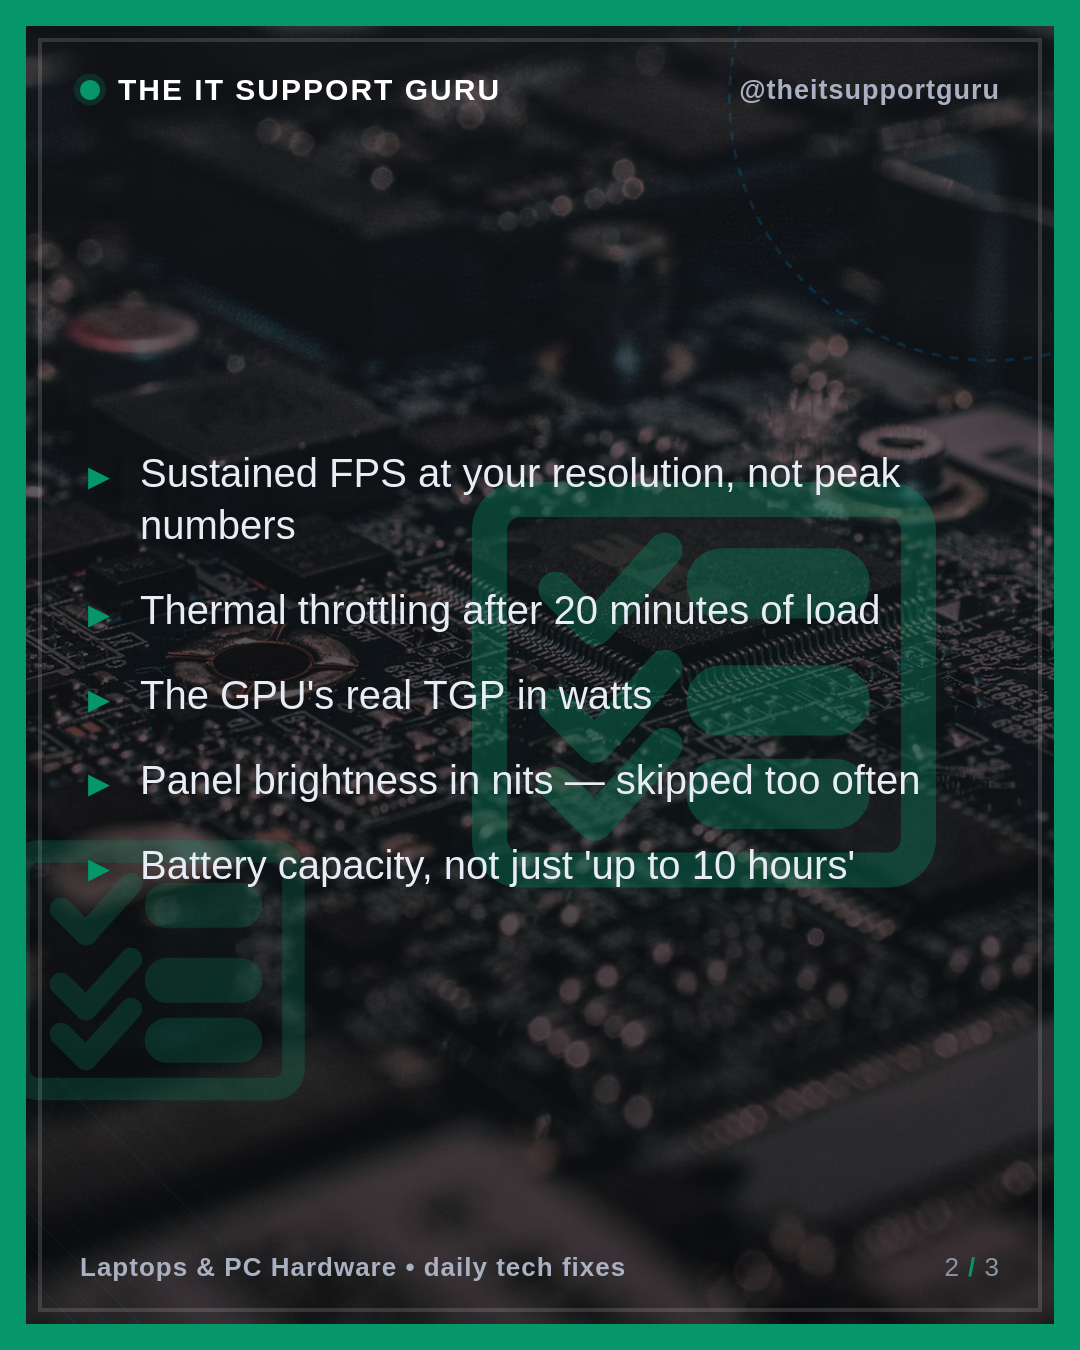 THE IT SUPPORT GURU
@theitsupportguru
▶ Sustained FPS at your resolution, not peak
numbers
▶ Thermal throttling after 20 minutes of load
▶ The GPU's real TGP in watts
▶ Panel brightness in nits — skipped too often
▶ Battery capacity, not just 'up to 10 hours'
Laptops & PC Hardware • daily tech fixes
2 / 3